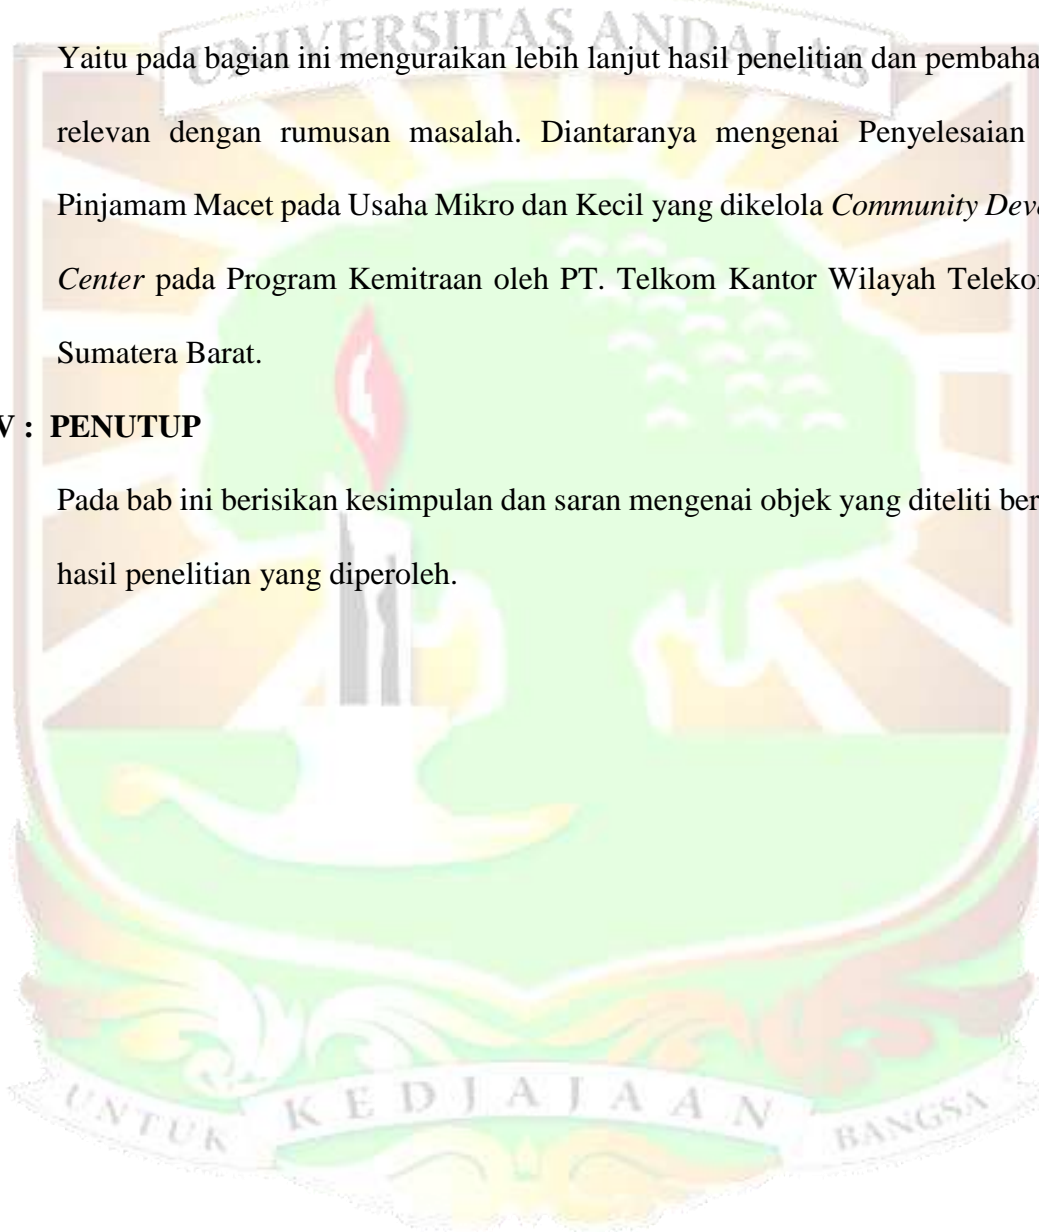 UNIVERSITAS ANDALAS
Yaitu pada bagian ini menguraikan lebih lanjut hasil penelitian dan pembaha
relevan dengan rumusan masalah. Diantaranya mengenai Penyelesaian
Pinjamam Macet pada Usaha Mikro dan Kecil yang dikelola Community Deve
Center pada Program Kemitraan oleh PT. Telkom Kantor Wilayah Teleko
Sumatera Barat.
V : PENUTUP
Pada bab ini berisikan kesimpulan dan saran mengenai objek yang diteliti ber
hasil penelitian yang diperoleh.
UNTUK KEDJAJAAN BANGSA